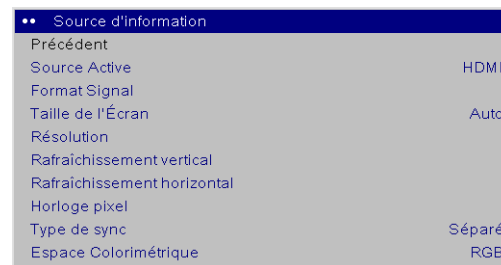 •• Source d'information
Précédent
Source Active HDMI
Format Signal
Taille de l'Écran Auto
Résolution
Rafraîchissement vertical
Rafraîchissement horizontal
Horloge pixel
Type de sync Séparé
Espace Colorimétrique RGB